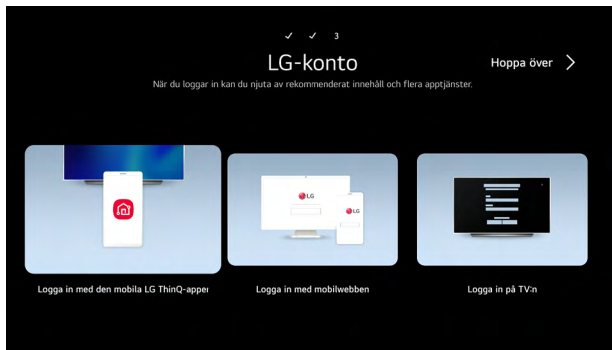 ✓ ✓ 3
LG-konto
Hoppa över
När du loggar in kan du njuta av rekommenderat innehåll och flera apptjänster.
LG
LG
Logga in med den mobila LG ThinQ-apper
Logga in med mobilwebben
Logga in på TV:n